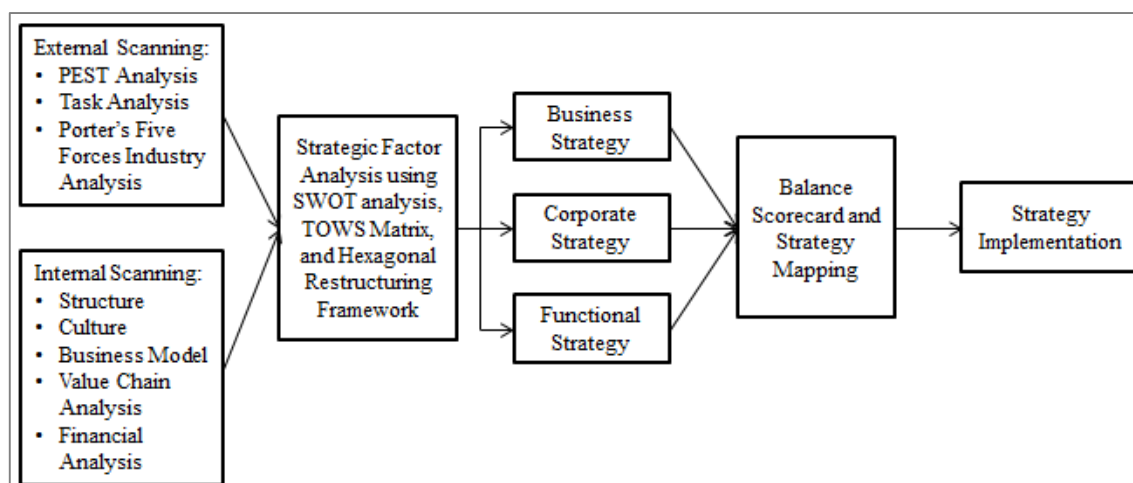 External Scanning:
• PEST Analysis
• Task Analysis
• Porter's Five
Forces Industry
Analysis
Internal Scanning:
• Structure
• Culture
• Business Model
• Value Chain
Analysis
• Financial
Analysis
Strategic Factor
Analysis using
SWOT analysis,
TOWS Matrix,
and Hexagonal
Restructuring
Framework
Business
Strategy
Corporate
Strategy
Functional
Strategy
Balance
Scorecard and
Strategy
Mapping
Strategy
Implementation